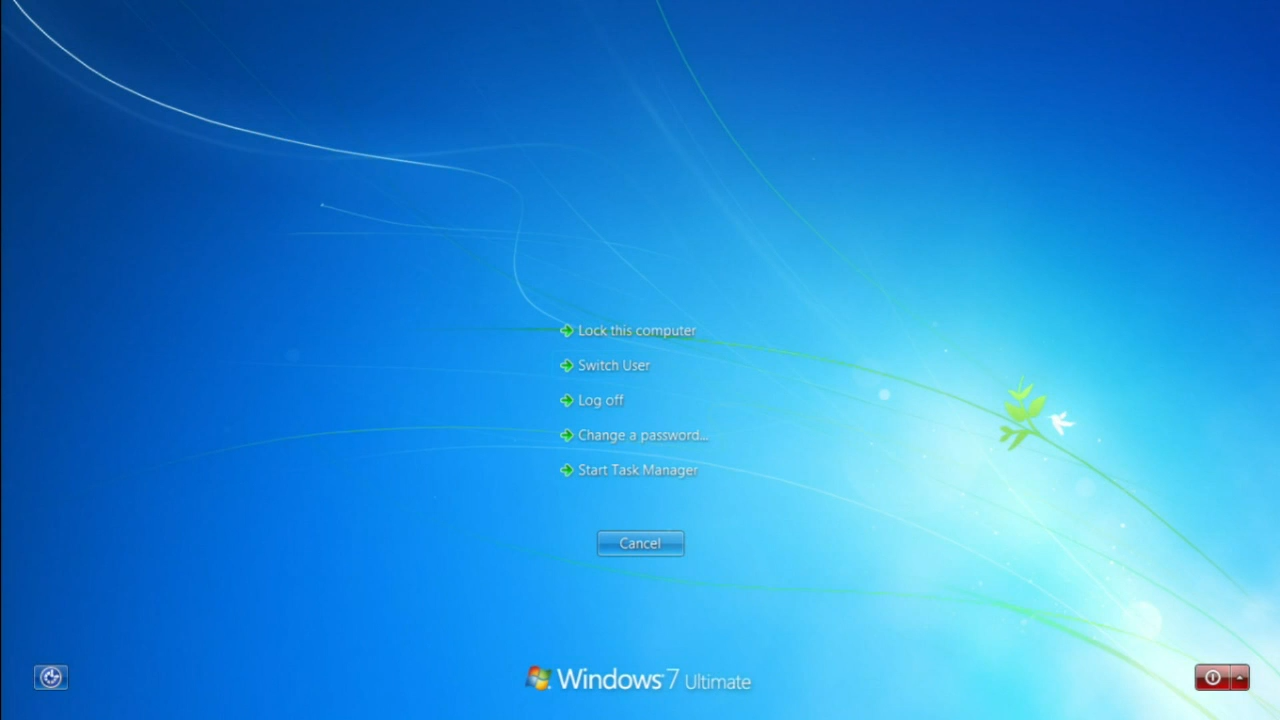 Lock this computer
Switch User
Log off
Change a password...
Start Task Manager
Cancel
Windows 7 Ultimate